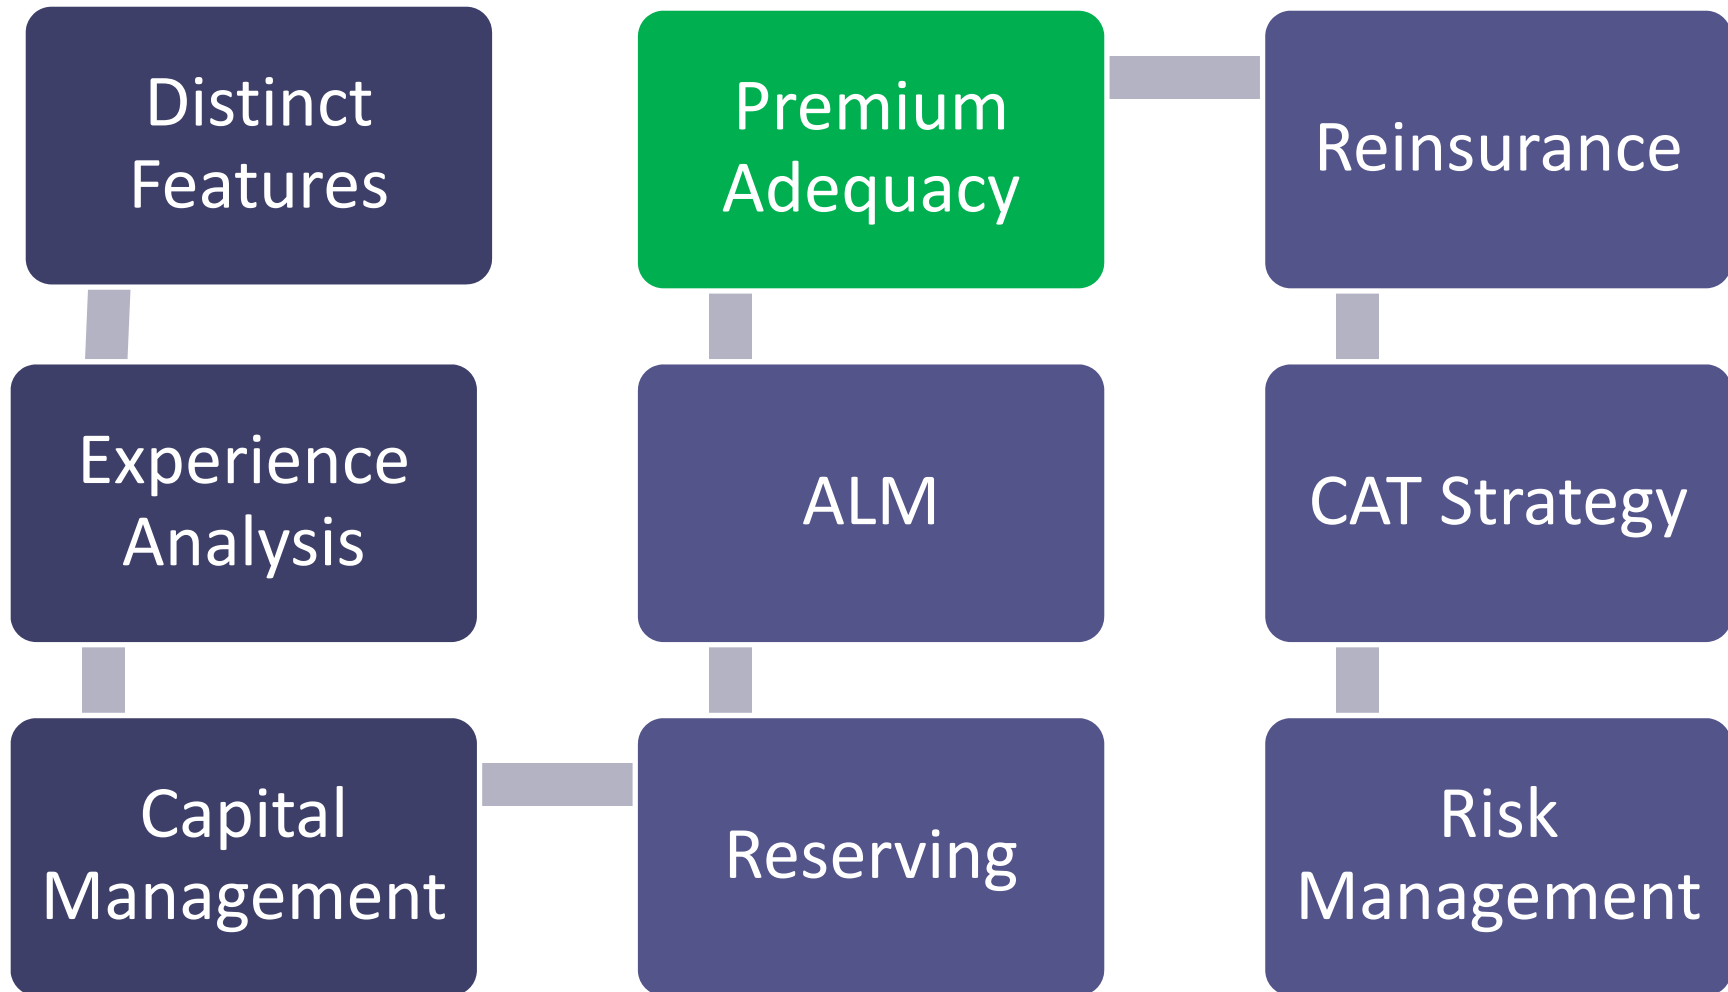 Distinct
Features
Experience
Analysis
Capital
Management
Reserving
ALM
Premium
Adequacy
Reinsurance
CAT Strategy
Risk
Management